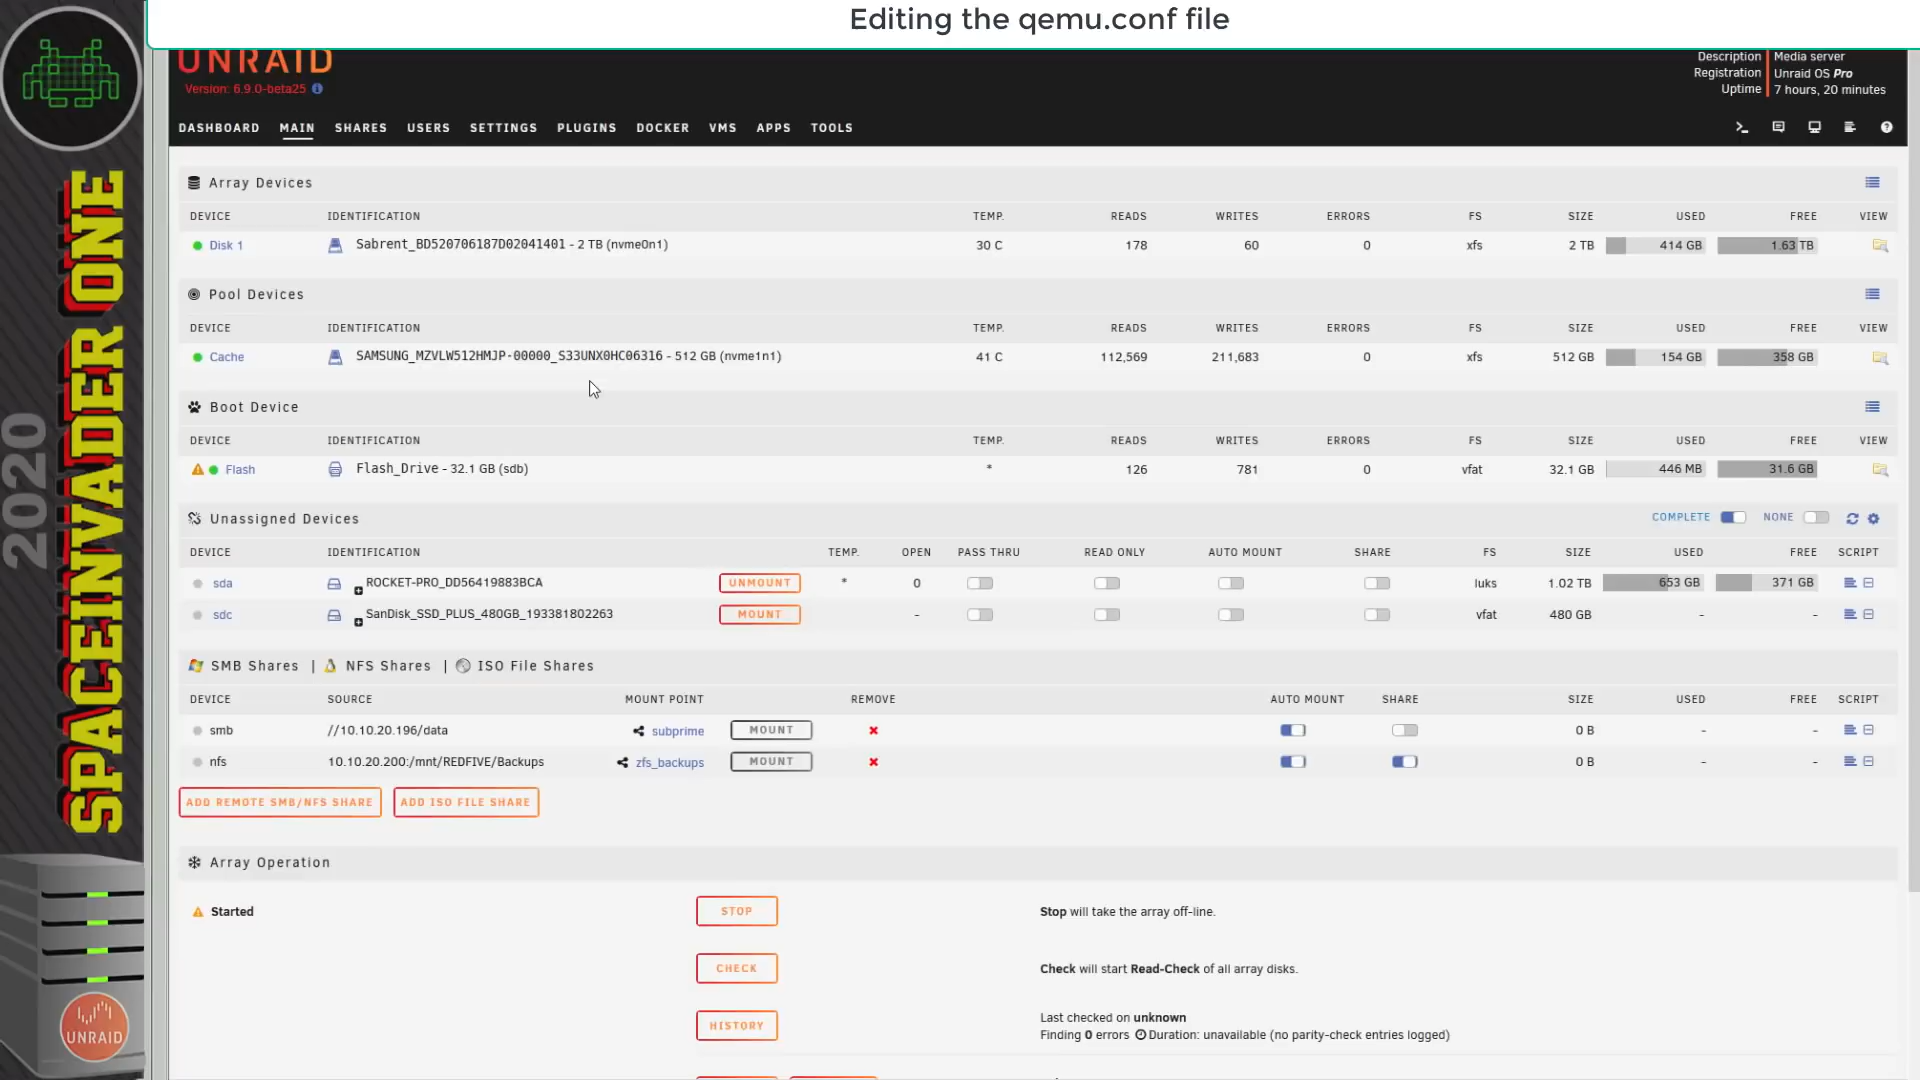 Editing the qemu.conf file
2020
SPACEINVADER ONE
UNRAID
UNRAID
Version: 6.9.0-beta25
Description Media server
Registration Unraid OS Pro
Uptime 7 hours, 20 minutes
DASHBOARD MAIN SHARES USERS SETTINGS PLUGINS DOCKER VMS APPS TOOLS
Array Devices
DEVICE IDENTIFICATION TEMP. READS WRITES ERRORS FS SIZE USED FREE VIEW
Disk 1 Sabrent_BD520706187D02041401 - 2 TB (nvme0n1) 30 C 178 60 0 xfs 2 TB 414 GB 1.63 TB
Pool Devices
DEVICE IDENTIFICATION TEMP. READS WRITES ERRORS FS SIZE USED FREE VIEW
Cache SAMSUNG_MZVLW512HMJP-00000_S33UNX0HC06316 - 512 GB (nvme1n1) 41 C 112,569 211,683 0 xfs 512 GB 154 GB 358 GB
Boot Device
DEVICE IDENTIFICATION TEMP. READS WRITES ERRORS FS SIZE USED FREE VIEW
Flash Flash_Drive - 32.1 GB (sdb) * 126 781 0 vfat 32.1 GB 446 MB 31.6 GB
Unassigned Devices COMPLETE NONE
DEVICE IDENTIFICATION TEMP. OPEN PASS THRU READ ONLY AUTO MOUNT SHARE FS SIZE USED FREE SCRIPT
sda ROCKET-PRO_DD56419883BCA UNMOUNT * 0 luks 1.02 TB 653 GB 371 GB
sdc SanDisk_SSD_PLUS_480GB_193381802263 MOUNT - vfat 480 GB - -
SMB Shares | NFS Shares | ISO File Shares
DEVICE SOURCE MOUNT POINT REMOVE AUTO MOUNT SHARE SIZE USED FREE SCRIPT
smb //10.10.20.196/data subprime MOUNT 0 B - -
nfs 10.10.20.200:/mnt/REDFIVE/Backups zfs_backups MOUNT 0 B - -
ADD REMOTE SMB/NFS SHARE ADD ISO FILE SHARE
Array Operation
Started STOP Stop will take the array off-line.
CHECK Check will start Read-Check of all array disks.
HISTORY Last checked on unknown
Finding 0 errors Duration: unavailable (no parity-check entries logged)